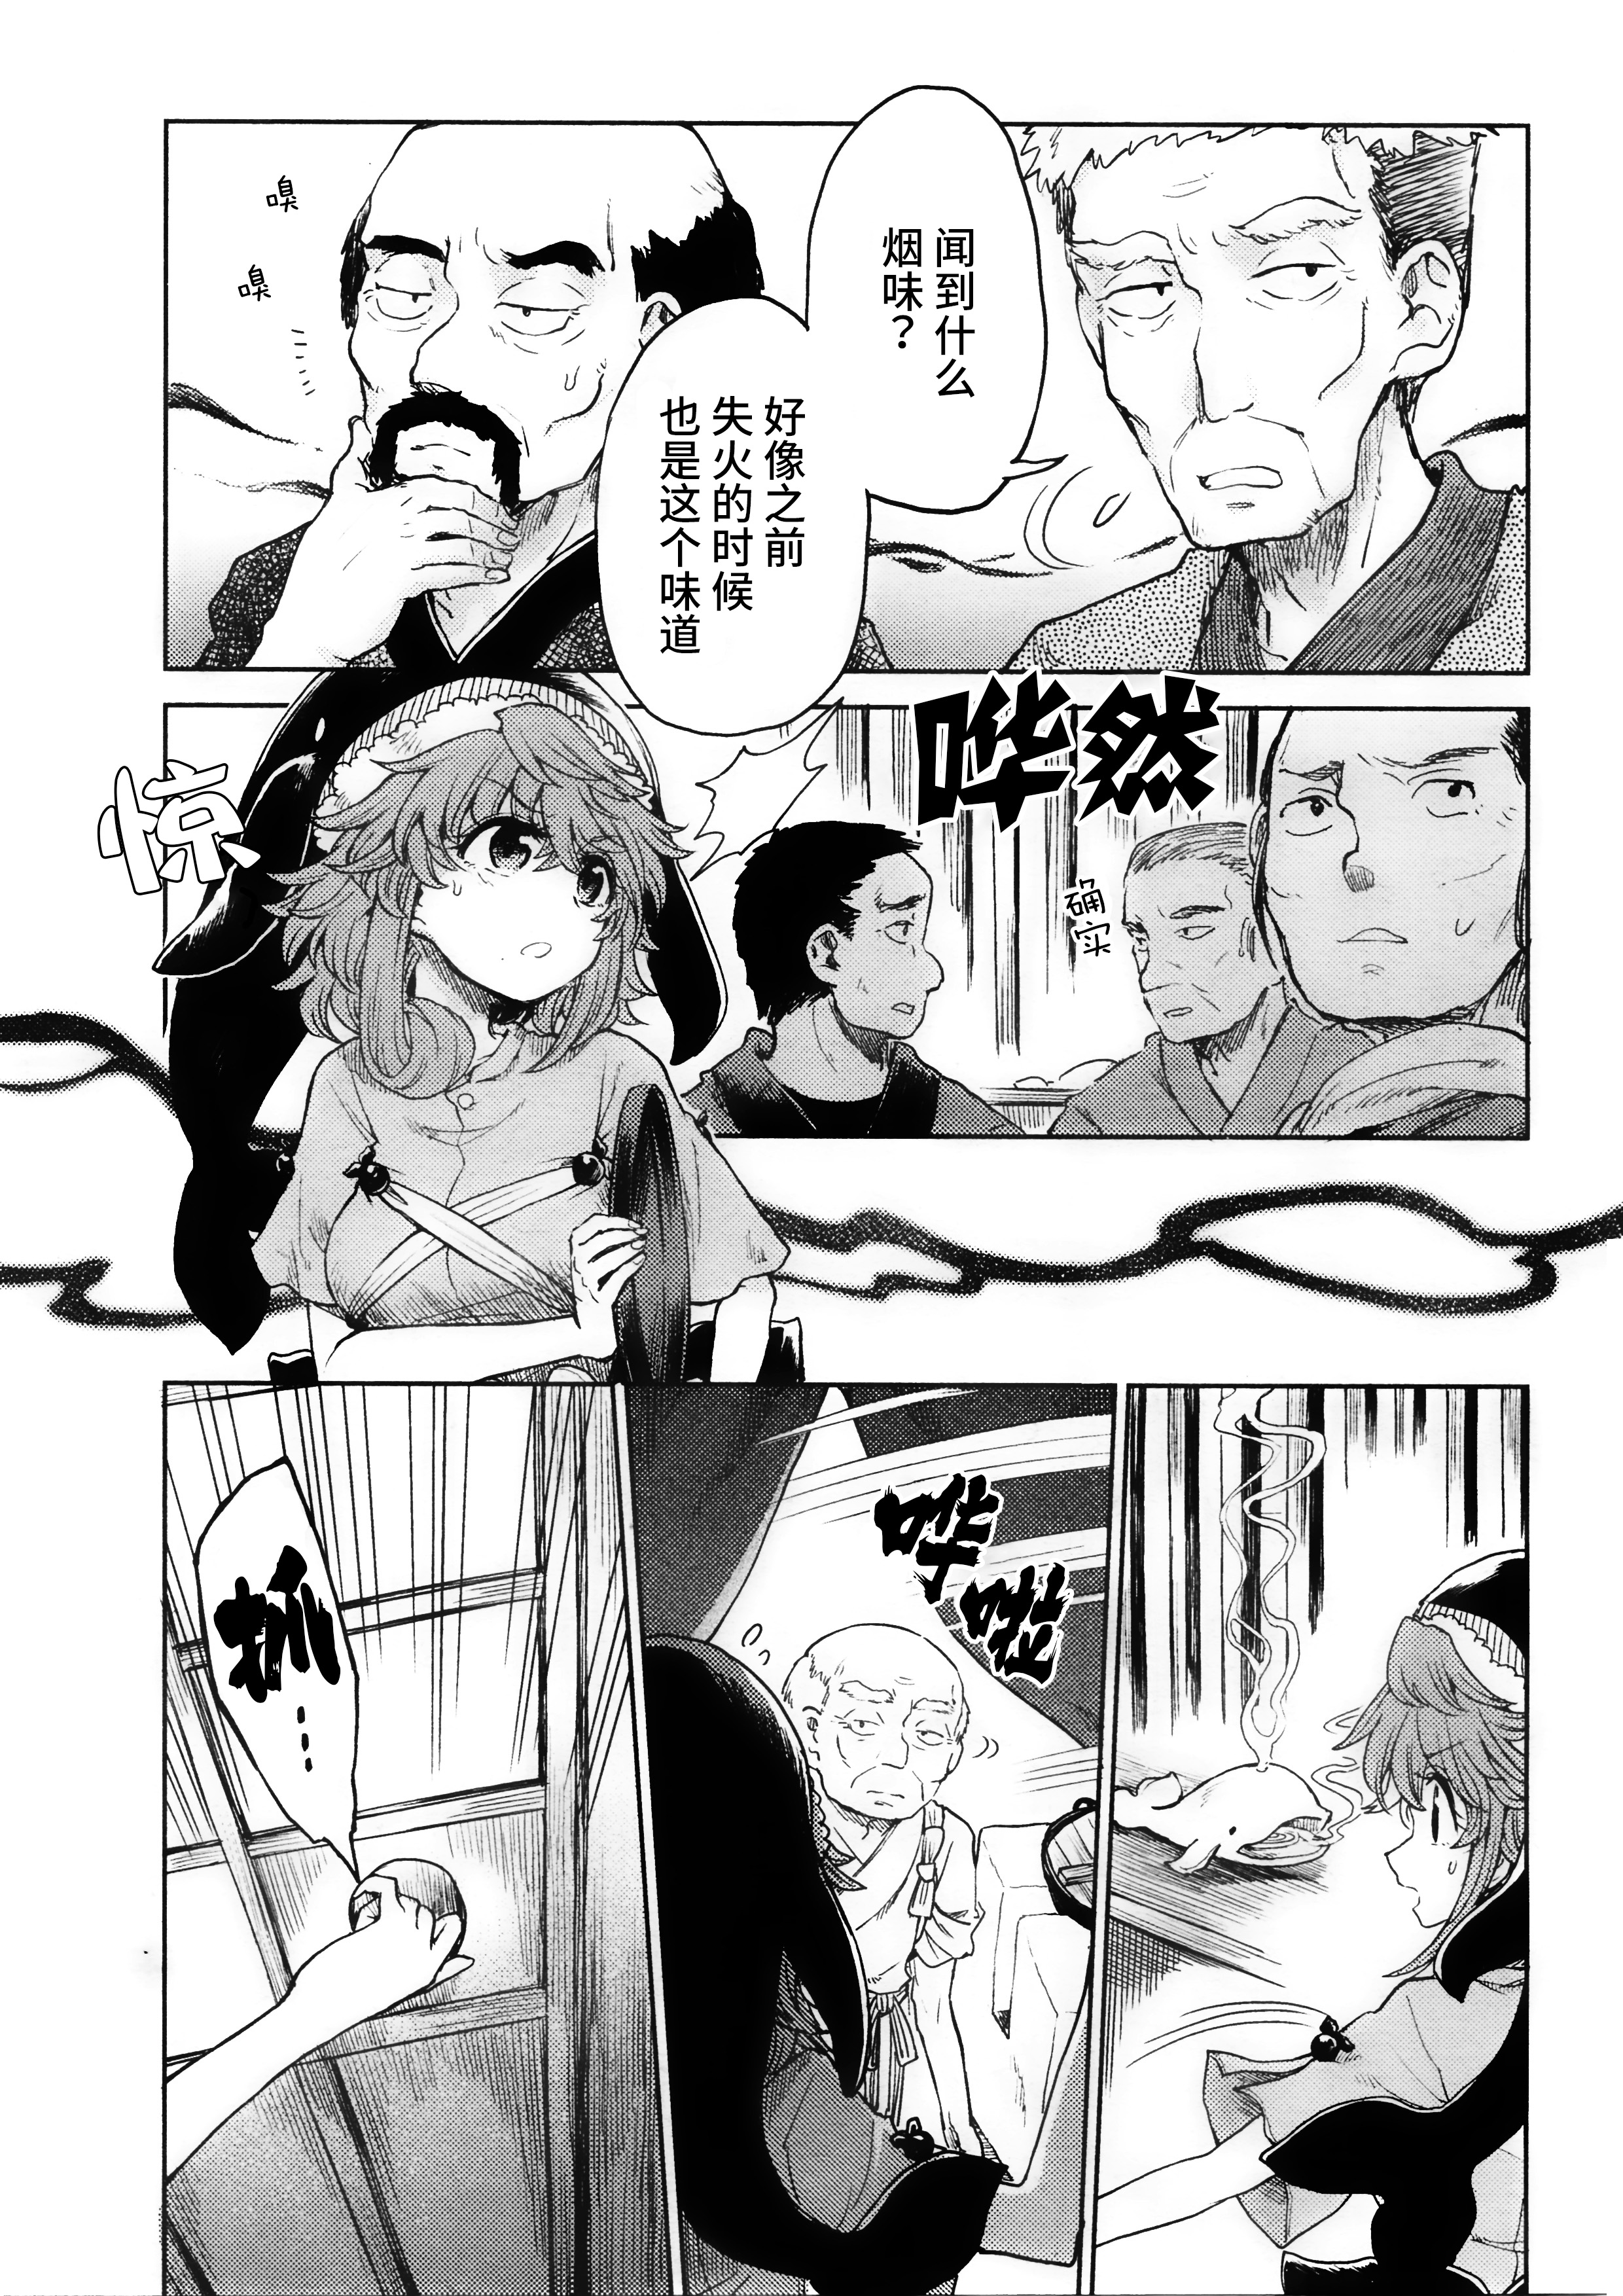 闻到什么
烟味？
嗅
嗅
好像之前
失火的时候
也是这个味道
哗然
确实
惊
哗啦
抓…